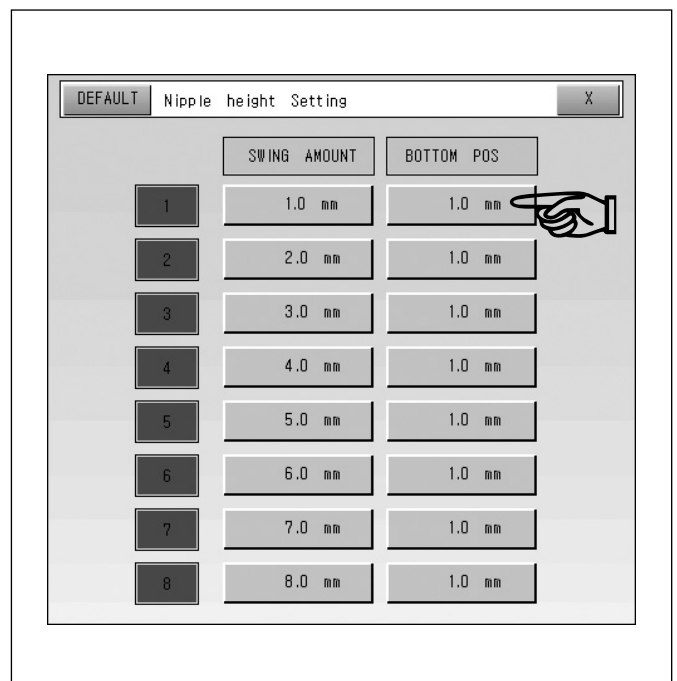 DEFAULT Nipple height Setting X
SWING AMOUNT BOTTOM POS
1 1.0 mm 1.0 mm
2 2.0 mm 1.0 mm
3 3.0 mm 1.0 mm
4 4.0 mm 1.0 mm
5 5.0 mm 1.0 mm
6 6.0 mm 1.0 mm
7 7.0 mm 1.0 mm
8 8.0 mm 1.0 mm